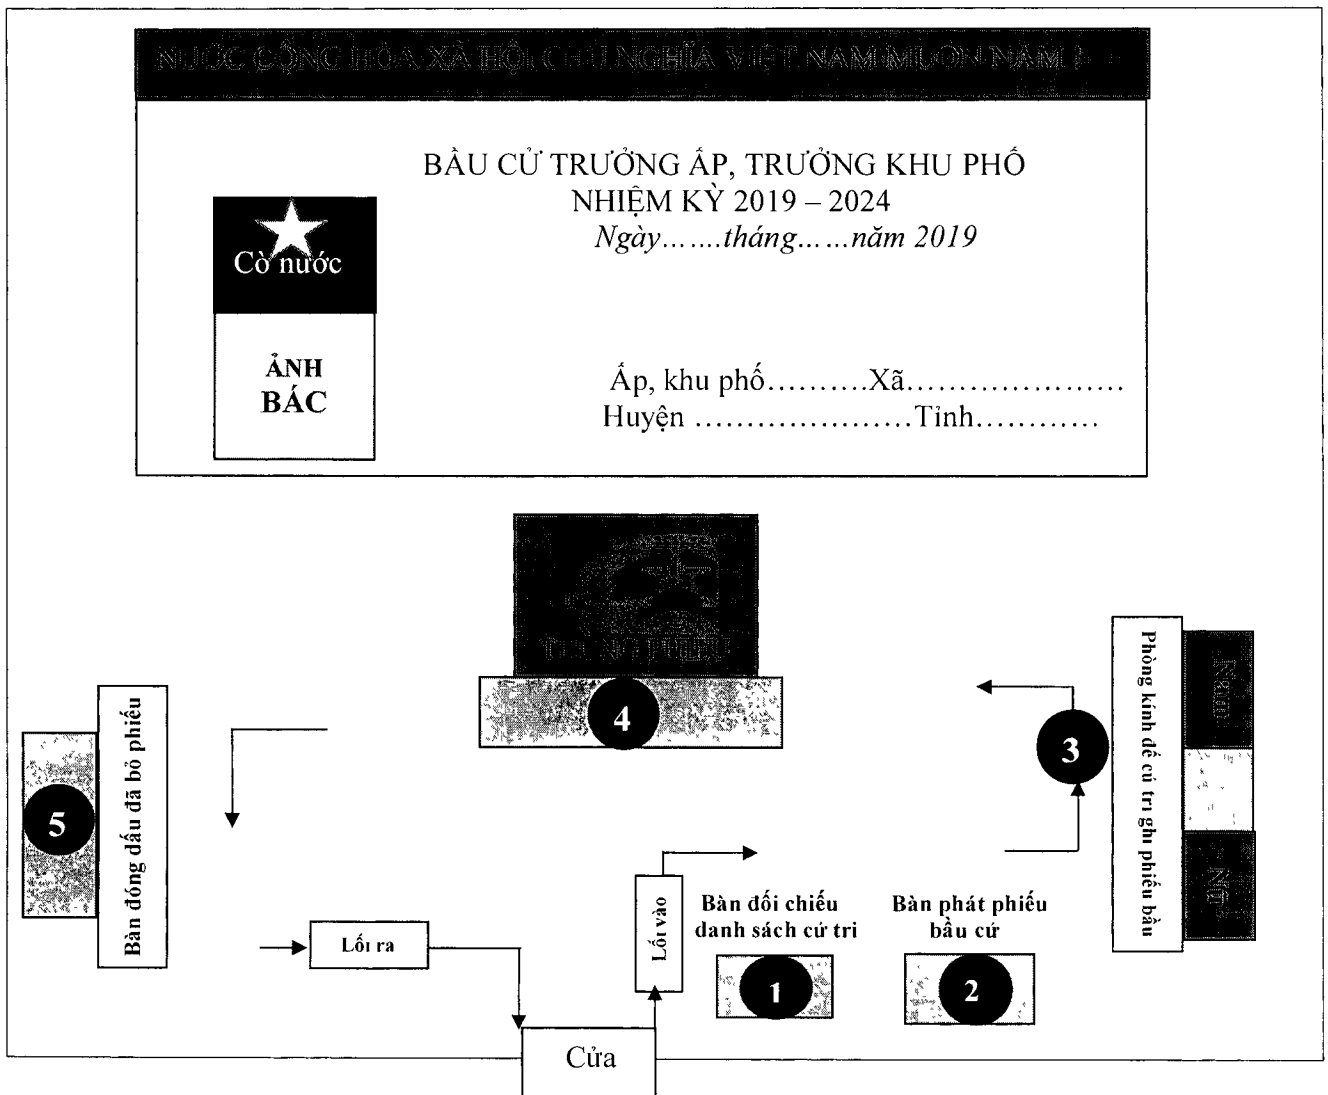 NƯỚC CỘNG HÒA XÃ HỘI CHỦ NGHĨA VIỆT NAM MUÔN NĂM !
BẦU CỬ TRƯỞNG ẤP, TRƯỞNG KHU PHỐ
NHIỆM KỲ 2019 – 2024
Ngày…….tháng……năm 2019
Cờ nước
ẢNH
BÁC
Ấp, khu phố..........Xã......................
Huyện ......................Tỉnh............
4
Nam
Phòng kính để cử tri ghi phiếu bầu
Nữ
3
Bàn đóng dấu đã bỏ phiếu
5
Lối vào
Bàn đối chiếu
danh sách cử tri
Bàn phát phiếu
bầu cử
Lối ra
1
2
Cửa